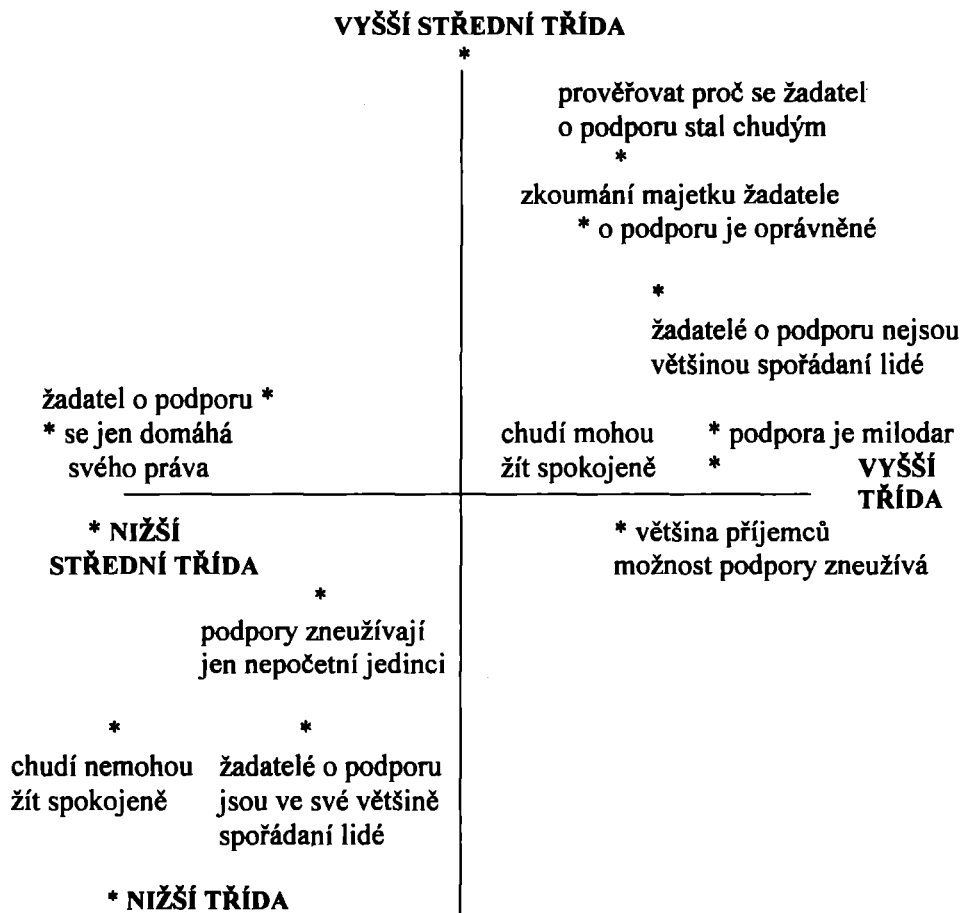 VYŠŠÍ STŘEDNÍ TŘÍDA
*
prověřovat proč se žadatel
o podporu stal chudým
*
zkoumání majetku žadatele
* o podporu je oprávněné
*
žadatelé o podporu nejsou
většinou spořádaní lidé
žadatel o podporu *
* se jen domáhá
svého práva
chudí mohou
žít spokojeně
* podpora je milodar
* VYŠŠÍ
TŘÍDA
* NIŽŠÍ
STŘEDNÍ TŘÍDA
* většina příjemců
možnost podpory zneužívá
*
podpory zneužívají
jen nepočetní jedinci
*
chudí nemohou
žít spokojeně
*
žadatelé o podporu
jsou ve své většině
spořádaní lidé
* NIŽŠÍ TŘÍDA